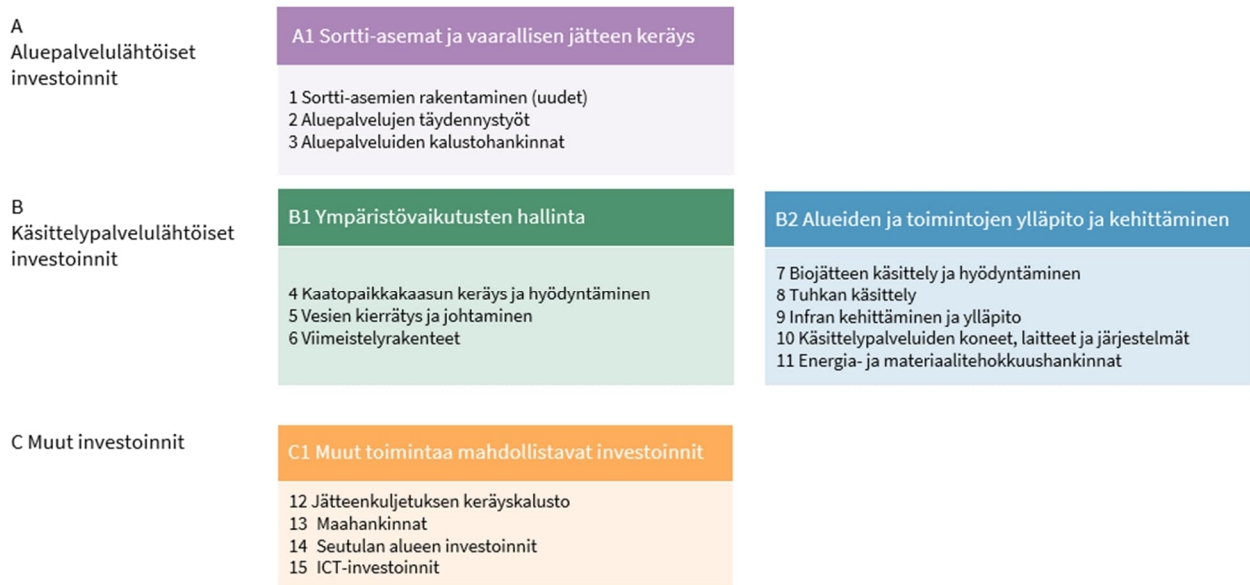 A
Aluepalvelulähtöiset
investoinnit
A1 Sortti-asemat ja vaarallisen jätteen keräys
1 Sortti-asemien rakentaminen (uudet)
2 Aluepalvelujen täydennystyöt
3 Aluepalveluiden kalustohankinnat
B
Käsittelypalvelulähtöiset
investoinnit
B1 Ympäristövaikutusten hallinta
4 Kaatopaikkakaasun keräys ja hyödyntäminen
5 Vesien kierrätys ja johtaminen
6 Viimeistelyrakenteet
B2 Alueiden ja toimintojen ylläpito ja kehittäminen
7 Biojätteen käsittely ja hyödyntäminen
8 Tuhkan käsittely
9 Infran kehittäminen ja ylläpito
10 Käsittelypalveluiden koneet, laitteet ja järjestelmät
11 Energia- ja materiaalitehokkuushankinnat
C Muut investoinnit
C1 Muut toimintaa mahdollistavat investoinnit
12 Jätteenkuljetuksen keräyskalusto
13 Maahankinnat
14 Seutulan alueen investoinnit
15 ICT-investoinnit